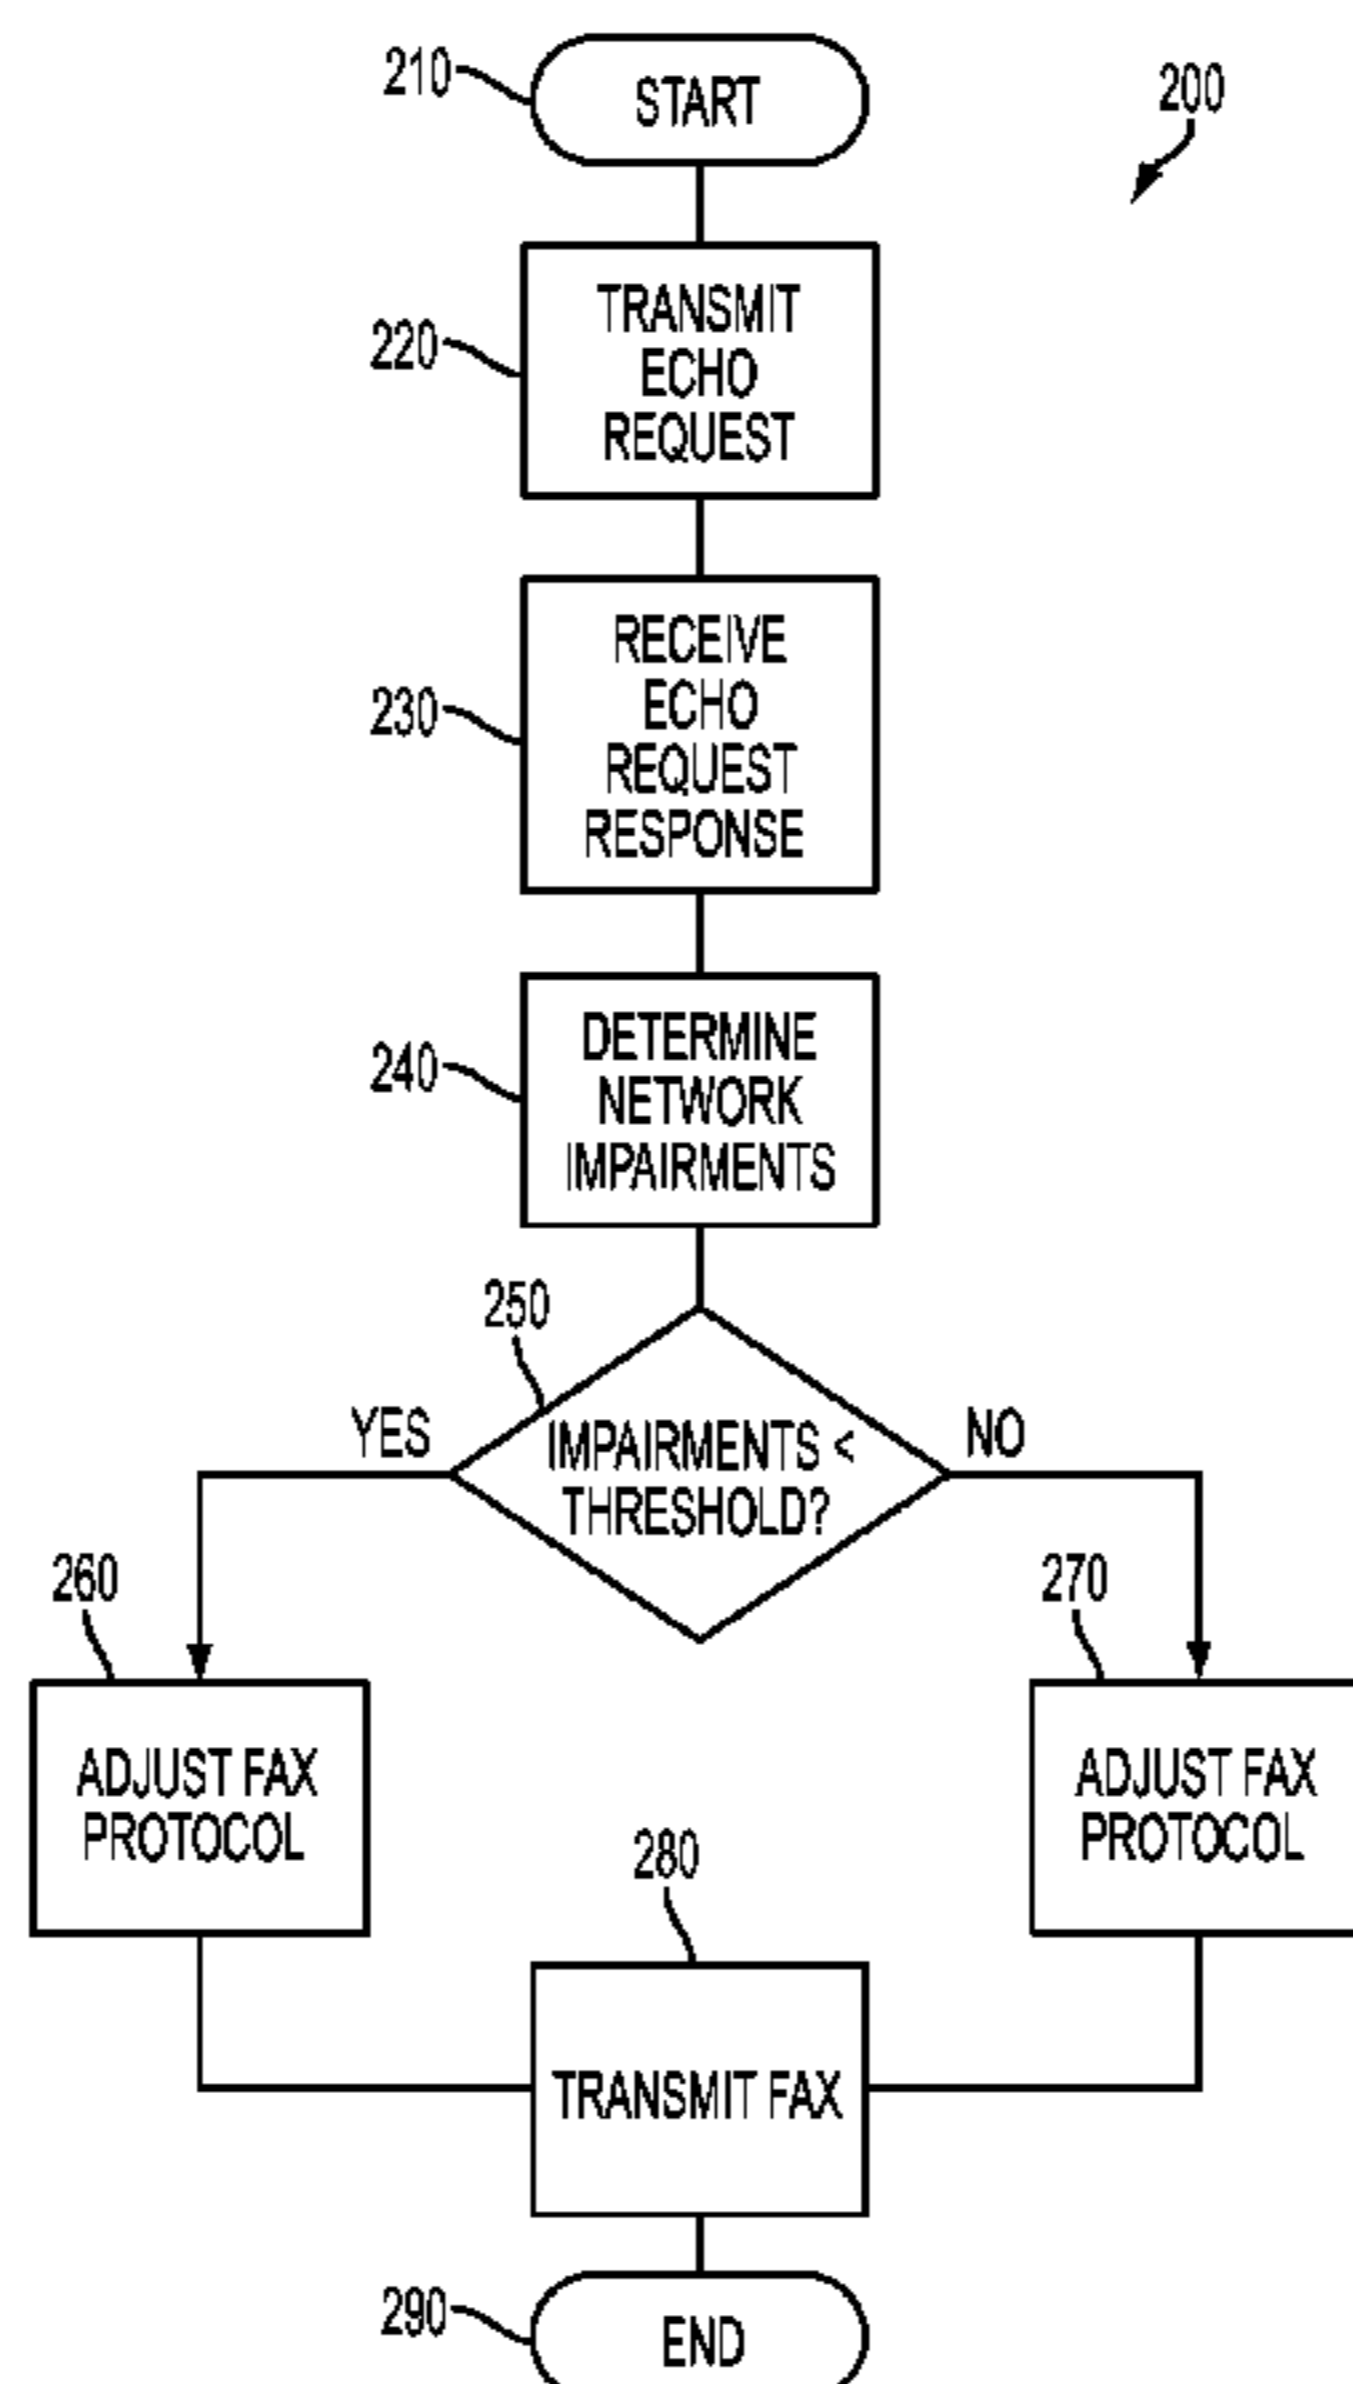 210
START
200
220
TRANSMIT
ECHO
REQUEST
230
RECEIVE
ECHO
REQUEST
RESPONSE
240
DETERMINE
NETWORK
IMPAIRMENTS
250
YES
IMPAIRMENTS <
THRESHOLD?
NO
260
ADJUST FAX
PROTOCOL
270
ADJUST FAX
PROTOCOL
280
TRANSMIT FAX
290
END